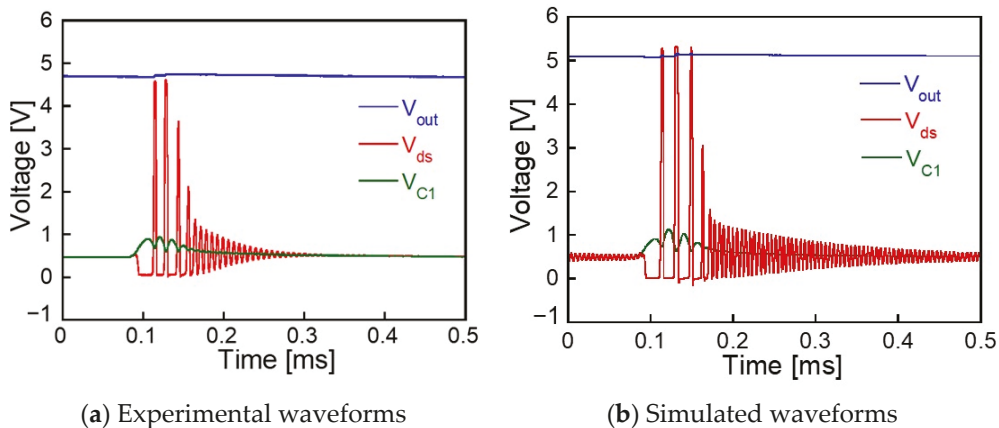 6
5
4
3
2
1
0
−1
Voltage [V]
V_out
V_ds
V_C1
0 0.1 0.2 0.3 0.4 0.5
Time [ms]
(a) Experimental waveforms
6
5
4
3
2
1
0
−1
Voltage [V]
V_out
V_ds
V_C1
0 0.1 0.2 0.3 0.4 0.5
Time [ms]
(b) Simulated waveforms